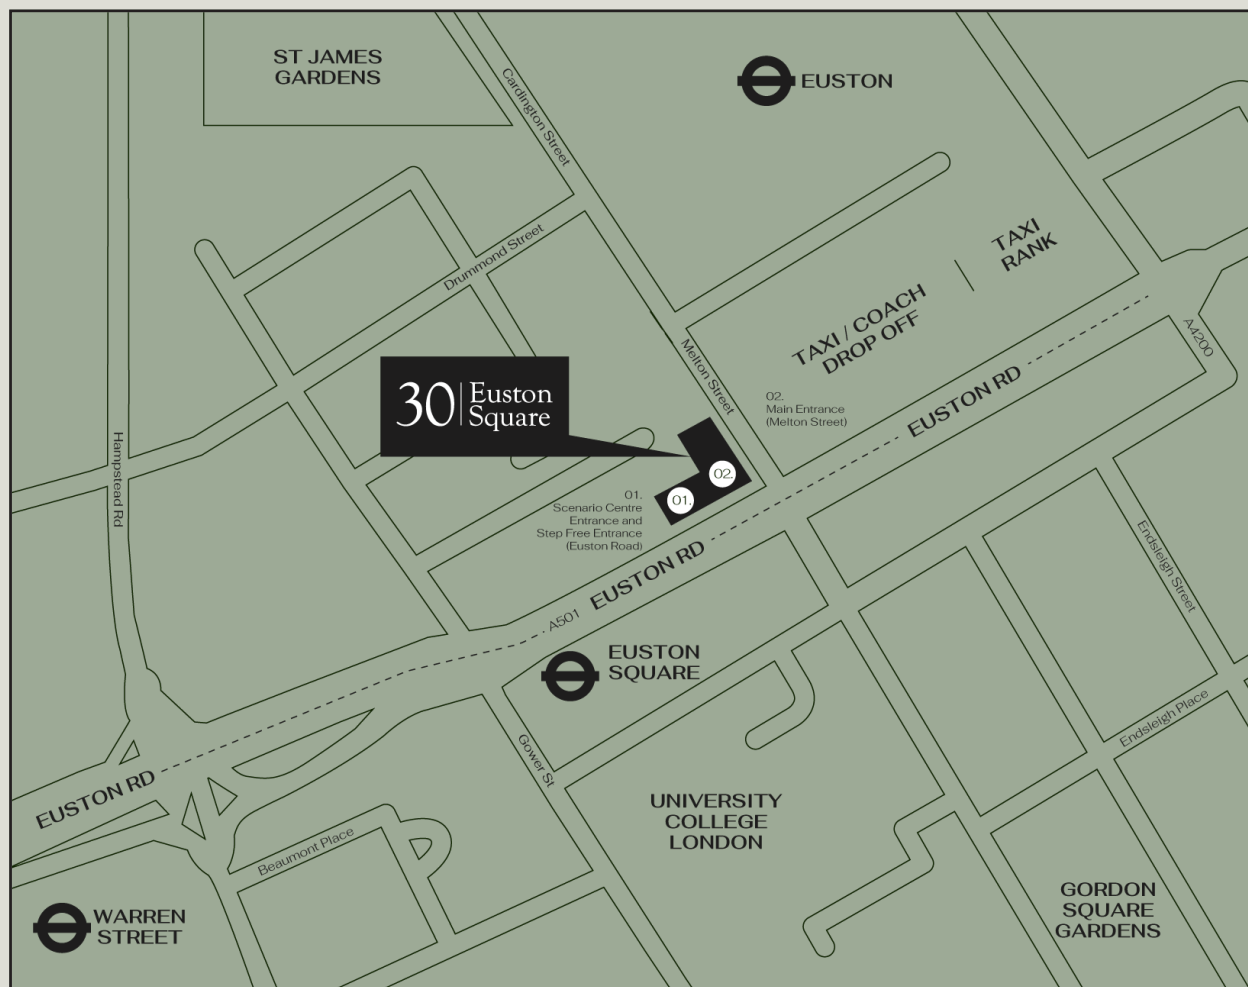 ST JAMES
GARDENS
Cardington Street
EUSTON
Drummond Street
TAXI
RANK
TAXI / COACH
DROP OFF
A4200
Melton Street
EUSTON RD
30
Euston
Square
02.
Main Entrance
(Melton Street)
Hampstead Rd
02.
01.
01.
Scenario Centre
Entrance and
Step Free Entrance
(Euston Road)
EUSTON RD
A501
Endsleigh Street
EUSTON
SQUARE
Endsleigh Place
Gower St
EUSTON RD
UNIVERSITY
COLLEGE
LONDON
Beaumont Place
WARREN
STREET
GORDON
SQUARE
GARDENS